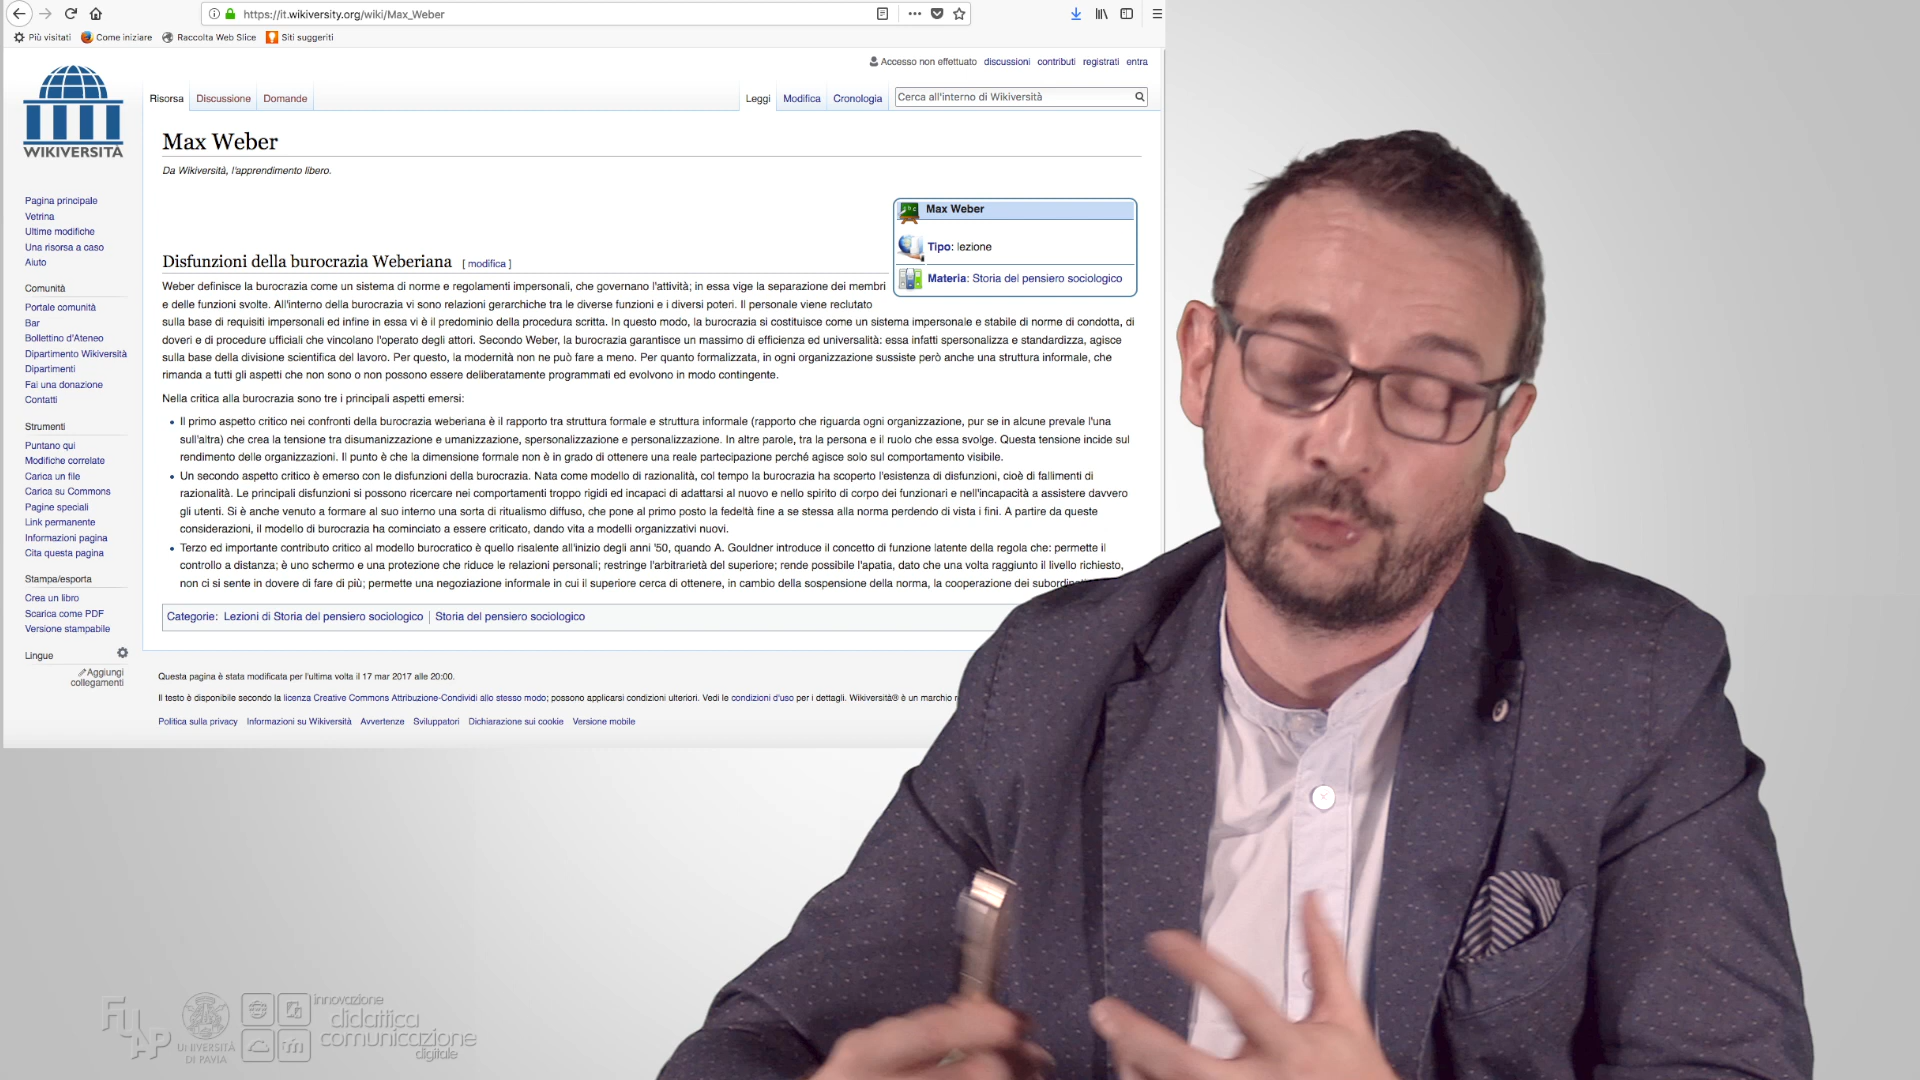 https://it.wikiversity.org/wiki/Max_Weber
Più visitati
Come iniziare
Raccolta Web Slice
Siti suggeriti
Accesso non effettuato
discussioni
contributi
registrati
entra
WIKIVERSITÀ
Risorsa
Discussione
Domande
Leggi
Modifica
Cronologia
Cerca all'interno di Wikiversità
Max Weber
Da Wikiversità, l'apprendimento libero.
Max Weber
Tipo: lezione
Materia: Storia del pensiero sociologico
Disfunzioni della burocrazia Weberiana [ modifica ]
Weber definisce la burocrazia come un sistema di norme e regolamenti impersonali, che governano l'attività; in essa vige la separazione dei membri
e delle funzioni svolte. All'interno della burocrazia vi sono relazioni gerarchiche tra le diverse funzioni e i diversi poteri. Il personale viene reclutato
sulla base di requisiti impersonali ed infine in essa vi è il predominio della procedura scritta. In questo modo, la burocrazia si costituisce come un sistema impersonale e stabile di norme di condotta, di
doveri e di procedure ufficiali che vincolano l'operato degli attori. Secondo Weber, la burocrazia garantisce un massimo di efficienza ed universalità: essa infatti spersonalizza e standardizza, agisce
sulla base della divisione scientifica del lavoro. Per questo, la modernità non ne può fare a meno. Per quanto formalizzata, in ogni organizzazione sussiste però anche una struttura informale, che
rimanda a tutti gli aspetti che non sono o non possono essere deliberatamente programmati ed evolvono in modo contingente.
Nella critica alla burocrazia sono tre i principali aspetti emersi:
Il primo aspetto critico nei confronti della burocrazia weberiana è il rapporto tra struttura formale e struttura informale (rapporto che riguarda ogni organizzazione, pur se in alcune prevale l'una
sull'altra) che crea la tensione tra disumanizzazione e umanizzazione, spersonalizzazione e personalizzazione. In altre parole, tra la persona e il ruolo che essa svolge. Questa tensione incide sul
rendimento delle organizzazioni. Il punto è che la dimensione formale non è in grado di ottenere una reale partecipazione perché agisce solo sul comportamento visibile.
Un secondo aspetto critico è emerso con le disfunzioni della burocrazia. Nata come modello di razionalità, col tempo la burocrazia ha scoperto l'esistenza di disfunzioni, cioè di fallimenti di
razionalità. Le principali disfunzioni si possono ricercare nei comportamenti troppo rigidi ed incapaci di adattarsi al nuovo e nello spirito di corpo dei funzionari e nell'incapacità a assistere davvero
gli utenti. Si è anche venuto a formare al suo interno una sorta di ritualismo diffuso, che pone al primo posto la fedeltà fine a se stessa alla norma perdendo di vista i fini. A partire da queste
considerazioni, il modello di burocrazia ha cominciato a essere criticato, dando vita a modelli organizzativi nuovi.
Terzo ed importante contributo critico al modello burocratico è quello risalente all'inizio degli anni '50, quando A. Gouldner introduce il concetto di funzione latente della regola che: permette il
controllo a distanza; è uno schermo e una protezione che riduce le relazioni personali; restringe l'arbitrarietà del superiore; rende possibile l'apatia, dato che una volta raggiunto il livello richiesto,
non ci si sente in dovere di fare di più; permette una negoziazione informale in cui il superiore cerca di ottenere, in cambio della sospensione della norma, la cooperazione dei
Categorie: Lezioni di Storia del pensiero sociologico | Storia del pensiero sociologico
Questa pagina è stata modificata per l'ultima volta il 17 mar 2017 alle 20:00.
Il testo è disponibile secondo la licenza Creative Commons Attribuzione-Condividi allo stesso modo; possono applicarsi condizioni ulteriori. Vedi le condizioni d'uso per i dettagli. Wikiversità® è un marchio
Politica sulla privacy
Informazioni su Wikiversità
Avvertenze
Sviluppatori
Dichiarazione sui cookie
Versione mobile
Pagina principale
Vetrina
Ultime modifiche
Una risorsa a caso
Aiuto
Comunità
Portale comunità
Bar
Bollettino d'Ateneo
Dipartimento Wikiversità
Dipartimenti
Fai una donazione
Contatti
Strumenti
Puntano qui
Modifiche correlate
Carica un file
Carica su Commons
Pagine speciali
Link permanente
Informazioni pagina
Cita questa pagina
Stampa/esporta
Crea un libro
Scarica come PDF
Versione stampabile
Lingue
Aggiungi
collegamenti
UNIVERSITÀ
DI PAVIA
innovazione
didattica
comunicazione
digitale